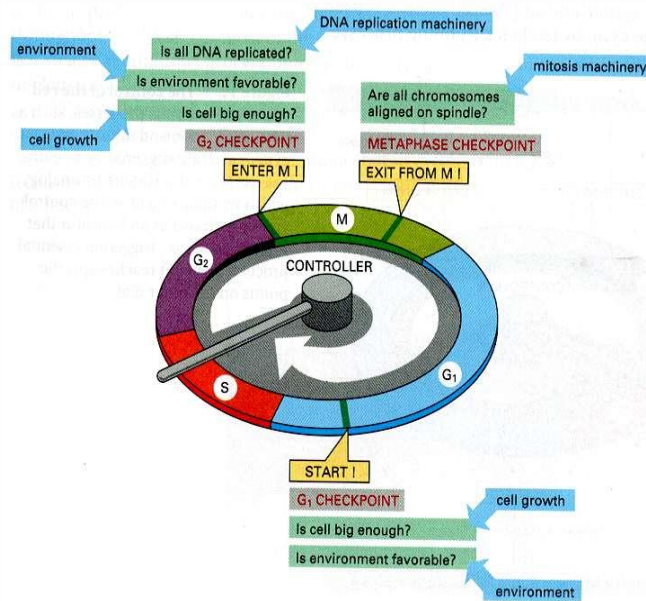 DNA replication machinery
environment
Is all DNA replicated?
mitosis machinery
Is environment favorable?
Are all chromosomes
aligned on spindle?
Is cell big enough?
cell growth
G₂ CHECKPOINT
METAPHASE CHECKPOINT
ENTER M !
EXIT FROM M !
M
G₂
CONTROLLER
G₁
S
START !
G₁ CHECKPOINT
cell growth
Is cell big enough?
Is environment favorable?
environment